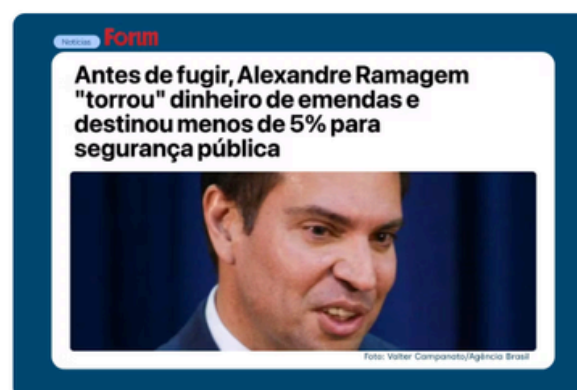 Notícias Forum
Antes de fugir, Alexandre Ramagem
"torrou" dinheiro de emendas e
destinou menos de 5% para
segurança pública
Foto: Valter Campanato/Agência Brasil